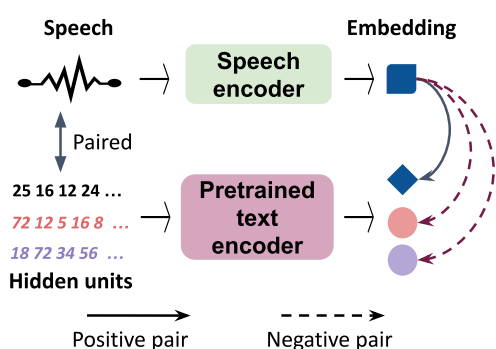 Speech
Embedding
Speech
encoder
Paired
25 16 12 24 ...
72 12 5 16 8 ...
18 72 34 56 ...
Hidden units
Pretrained
text
encoder
Positive pair
Negative pair